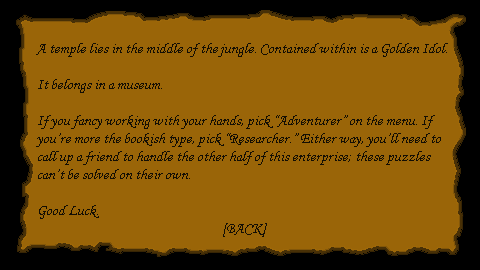 A temple lies in the middle of the jungle. Contained within is a Golden Idol.
It belongs in a museum.
If you fancy working with your hands, pick "Adventurer" on the menu. If
you're more the bookish type, pick "Researcher." Either way, you'll need to
call up a friend to handle the other half of this enterprise; these puzzles
can't be solved on their own.
Good Luck.
[BACK]